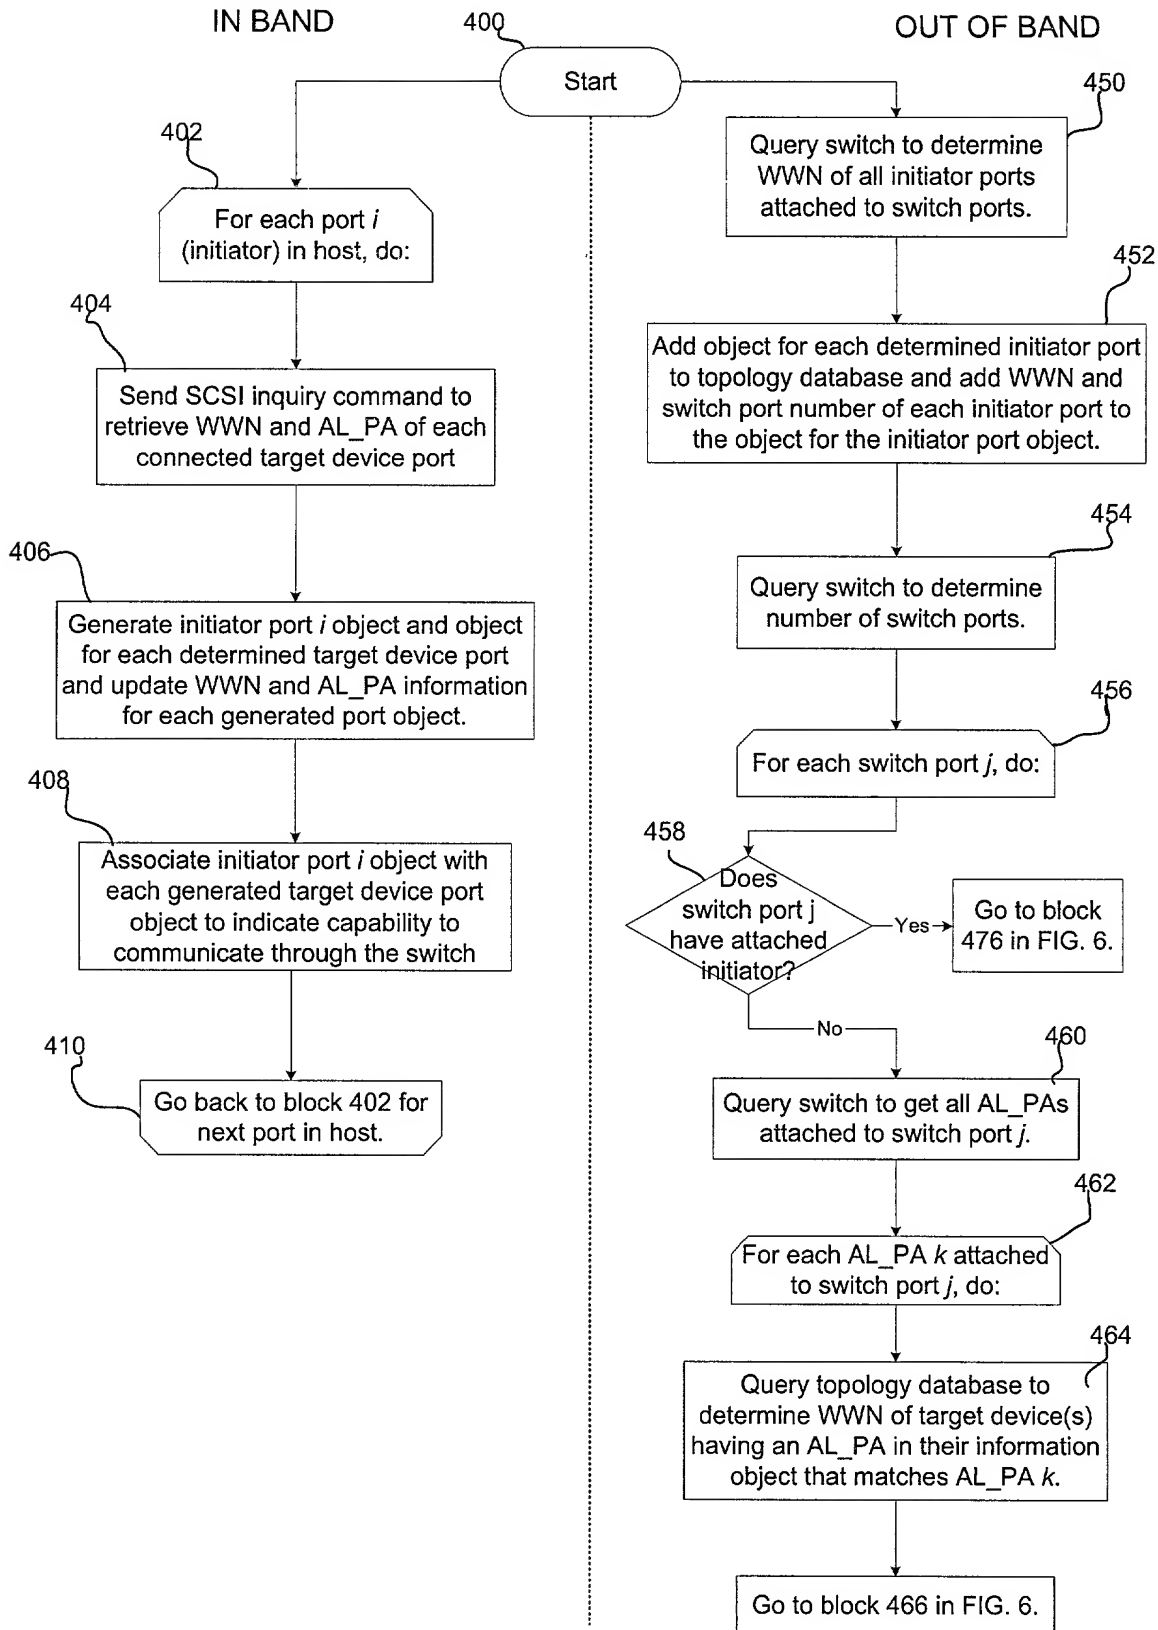 IN BAND
400
Start
OUT OF BAND
402
For each port i
(initiator) in host, do:
404
Send SCSI inquiry command to
retrieve WWN and AL_PA of each
connected target device port
406
Generate initiator port i object and object
for each determined target device port
and update WWN and AL_PA information
for each generated port object.
408
Associate initiator port i object with
each generated target device port
object to indicate capability to
communicate through the switch
410
Go back to block 402 for
next port in host.
450
Query switch to determine
WWN of all initiator ports
attached to switch ports.
452
Add object for each determined initiator port
to topology database and add WWN and
switch port number of each initiator port to
the object for the initiator port object.
454
Query switch to determine
number of switch ports.
456
For each switch port j, do:
458
Does
switch port j
have attached
initiator?
Yes
Go to block
476 in FIG. 6.
No
460
Query switch to get all AL_PAs
attached to switch port j.
462
For each AL_PA k attached
to switch port j, do:
464
Query topology database to
determine WWN of target device(s)
having an AL_PA in their information
object that matches AL_PA k.
Go to block 466 in FIG. 6.